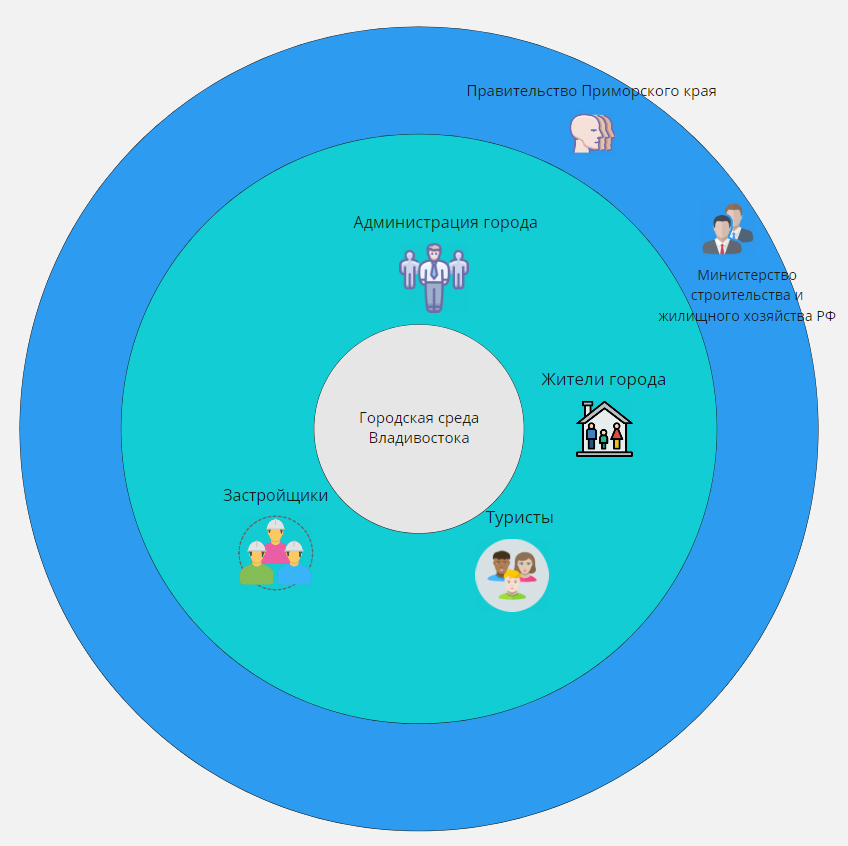 Правительство Приморского края
Администрация города
Министерство
строительства и
жилищного хозяйства РФ
Жители города
Городская среда
Владивостока
Застройщики
Туристы